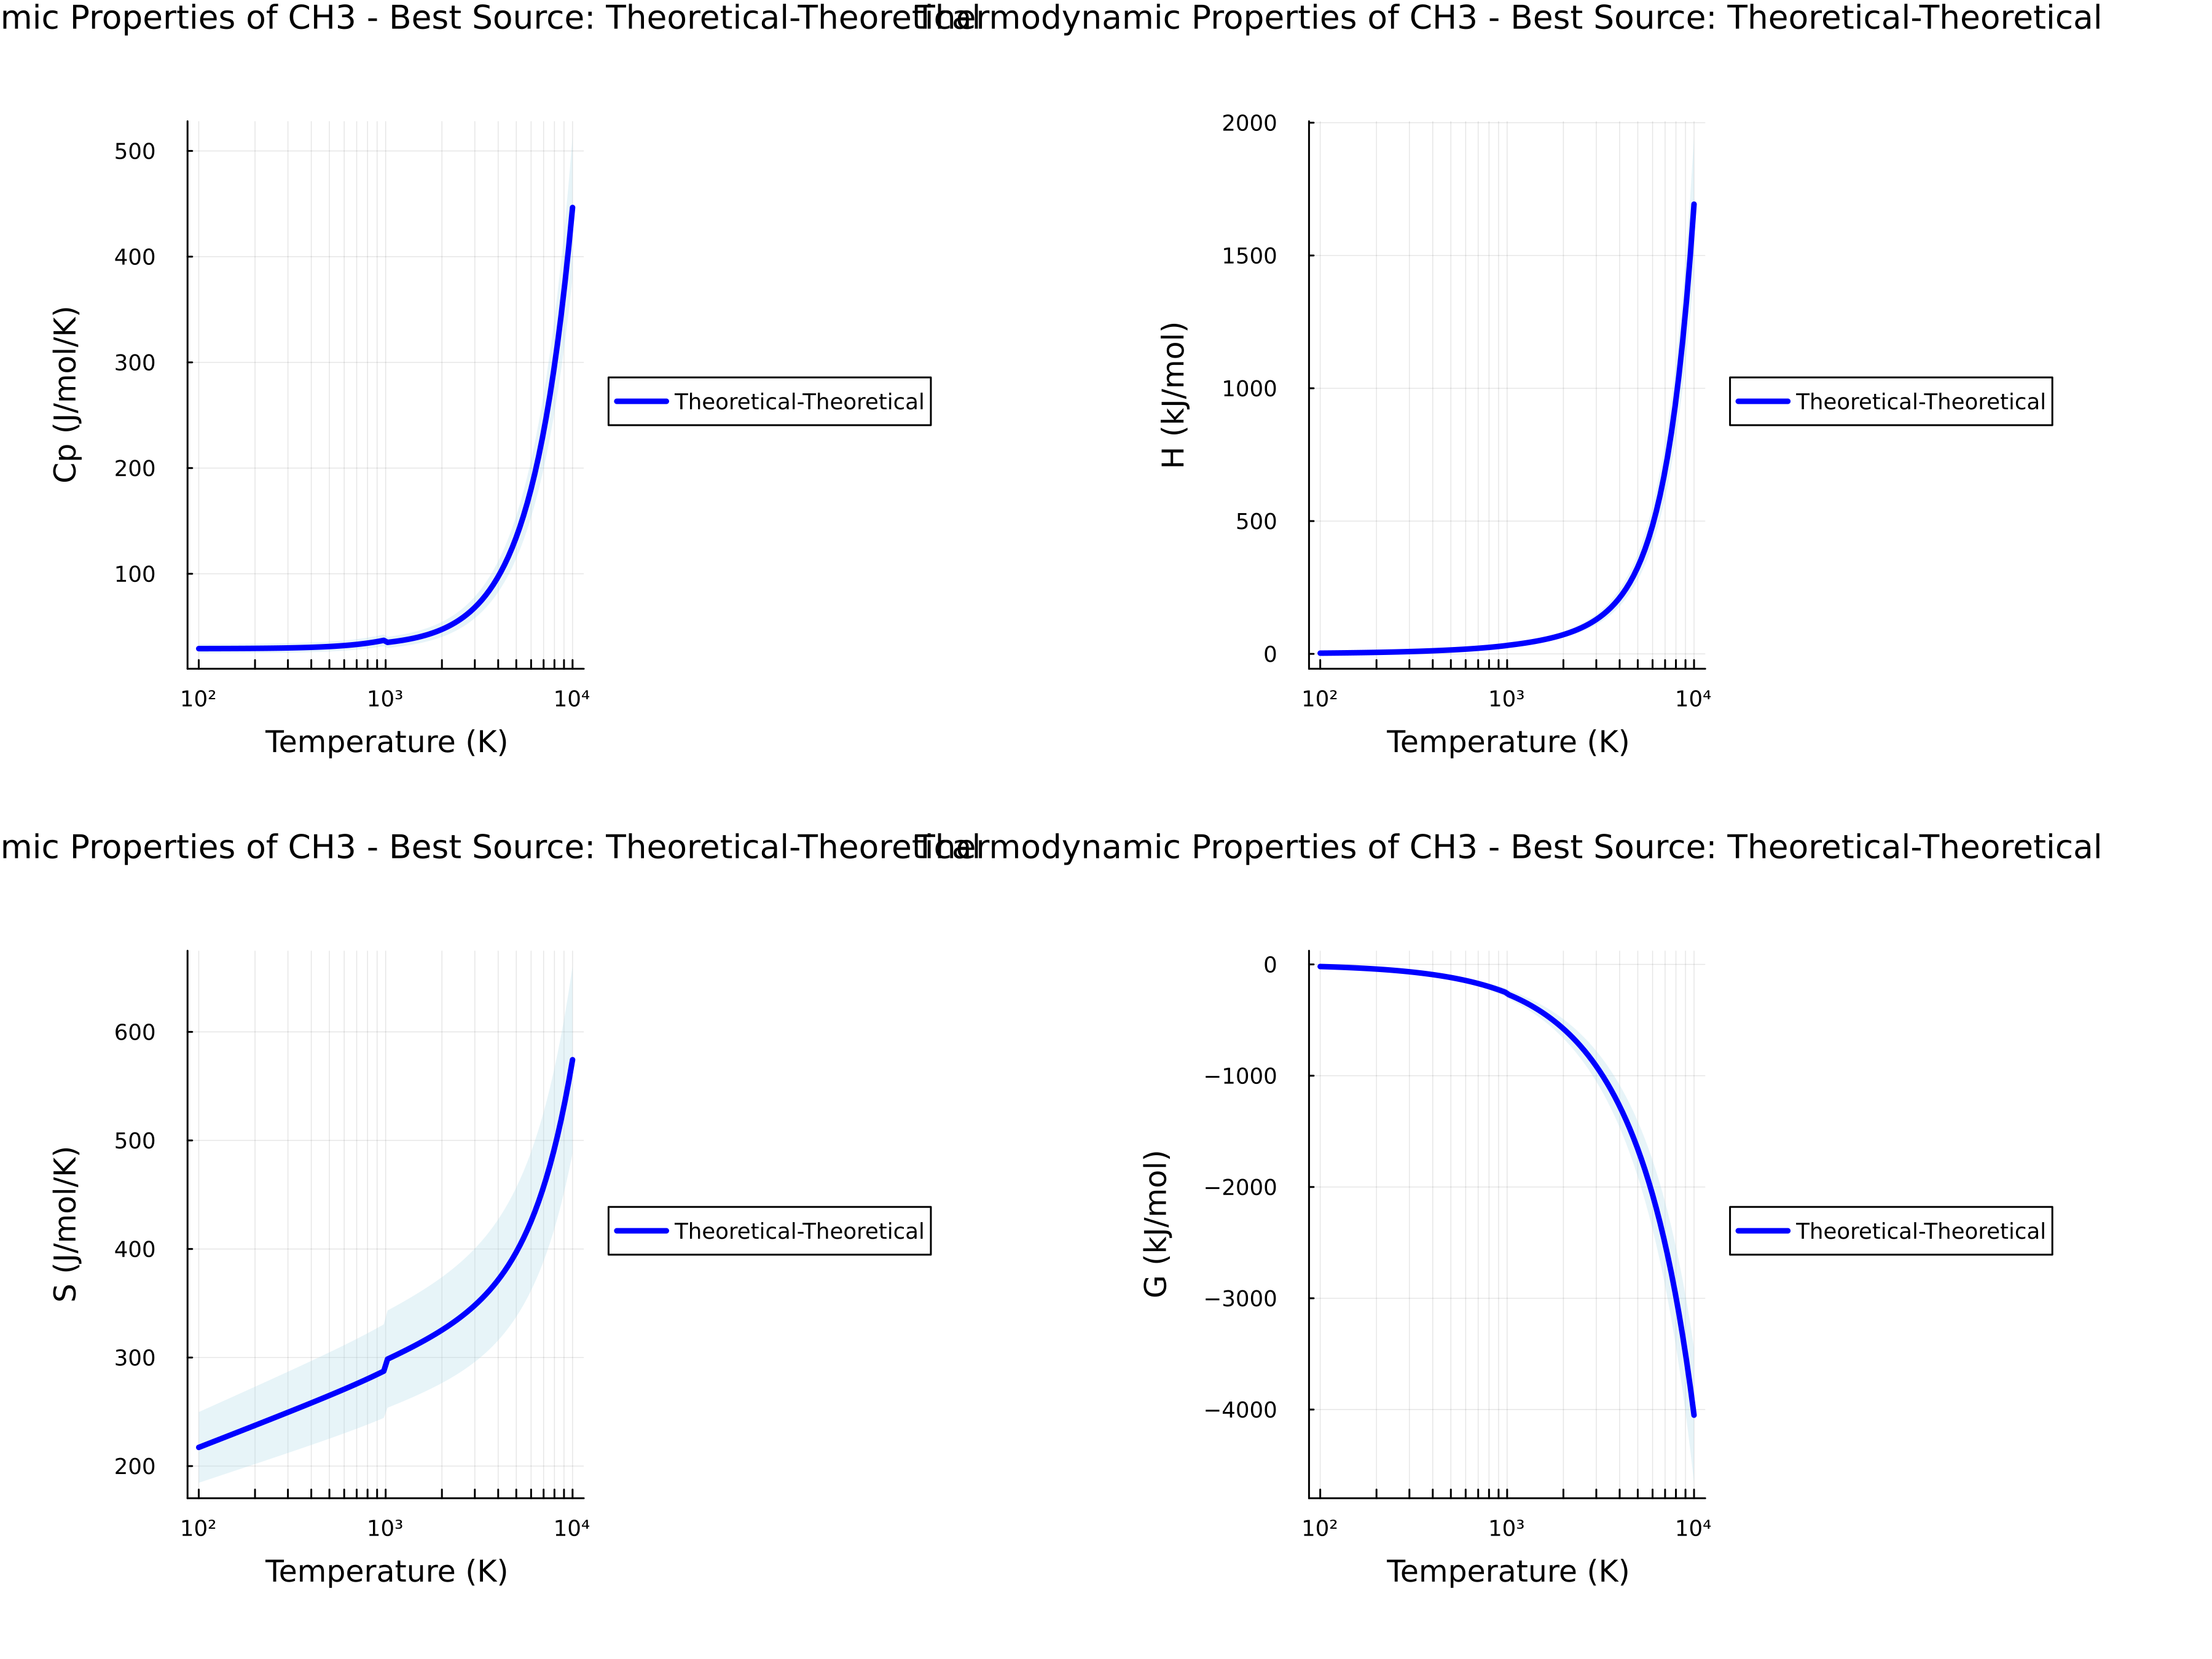 mic Properties of CH3 - Best Source: Theoretical-Theoretical
Thermodynamic Properties of CH3 - Best Source: Theoretical-Theoretical
500
400
300
200
100
Cp (J/mol/K)
10² 10³ 10⁴
Temperature (K)
Theoretical-Theoretical
2000
1500
1000
500
0
H (kJ/mol)
10² 10³ 10⁴
Temperature (K)
Theoretical-Theoretical
mic Properties of CH3 - Best Source: Theoretical-Theoretical
Thermodynamic Properties of CH3 - Best Source: Theoretical-Theoretical
600
500
400
300
200
S (J/mol/K)
10² 10³ 10⁴
Temperature (K)
Theoretical-Theoretical
0
−1000
−2000
−3000
−4000
G (kJ/mol)
10² 10³ 10⁴
Temperature (K)
Theoretical-Theoretical